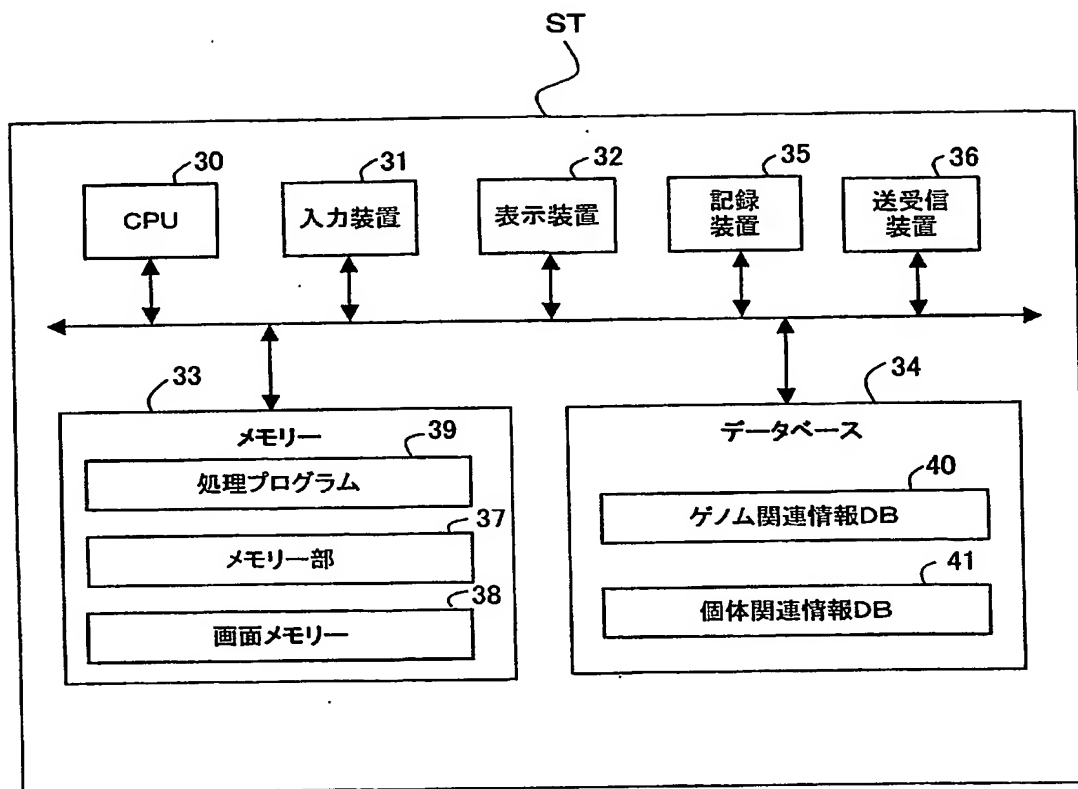 ST
30
CPU
31
入力装置
32
表示装置
35
記録
装置
36
送受信
装置
33
メモリー
39
処理プログラム
37
メモリー部
38
画面メモリー
34
データベース
40
ゲノム関連情報DB
41
個体関連情報DB